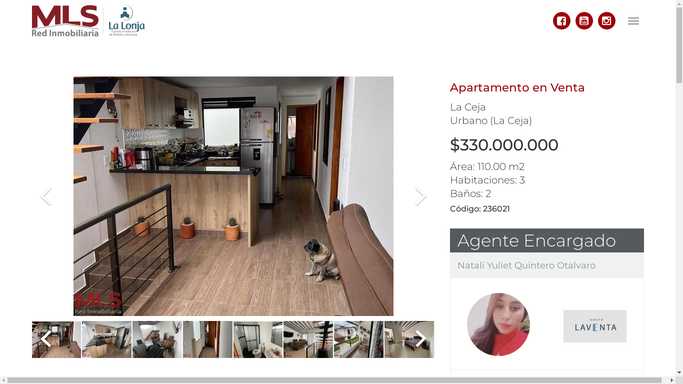 MLS
Red Inmobiliaria
La Lonja
Apartamento en Venta
La Ceja
Urbano (La Ceja)
$330.000.000
Área: 110.00 m2
Habitaciones: 3
Baños: 2
Código: 236021
MLS
Red Inmobiliaria
Agente Encargado
Natali Yuliet Quintero Otalvaro
LAVENTA